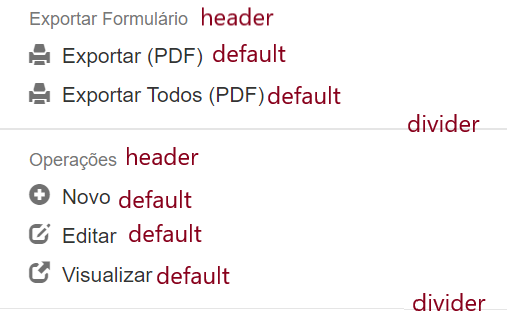 Exportar Formulário header
Exportar (PDF) default
Exportar Todos (PDF) default
divider
Operações header
Novo default
Editar default
Visualizar default
divider